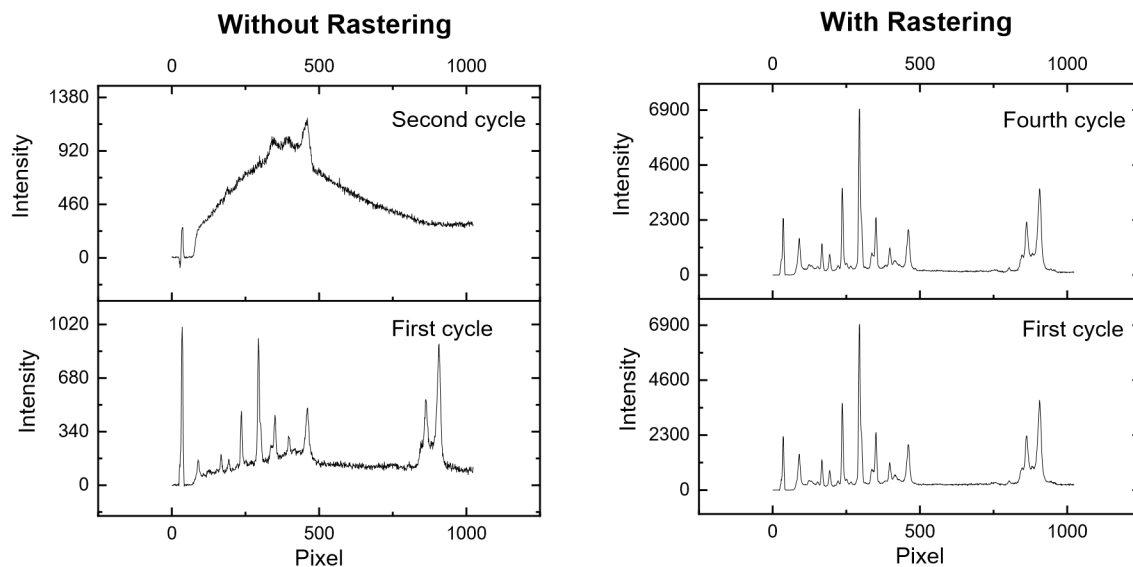 Without Rastering
0 500 1000
1380
920
460
0
Intensity
Second cycle
1020
680
340
0
Intensity
First cycle
0 500 1000
Pixel
With Rastering
0 500 1000
6900
4600
2300
0
Intensity
Fourth cycle
6900
4600
2300
0
Intensity
First cycle
0 500 1000
Pixel